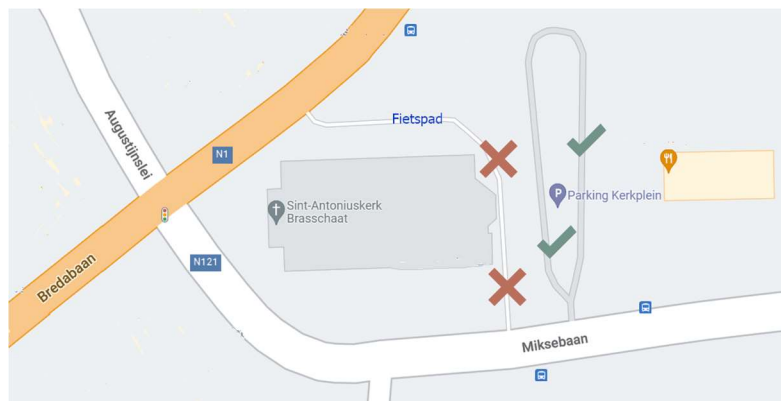 Fietspad
Augustijnslei
N1
Parking Kerkplein
P
Sint-Antoniuskerk
Brasschaat
N121
Bredabaan
Miksebaan